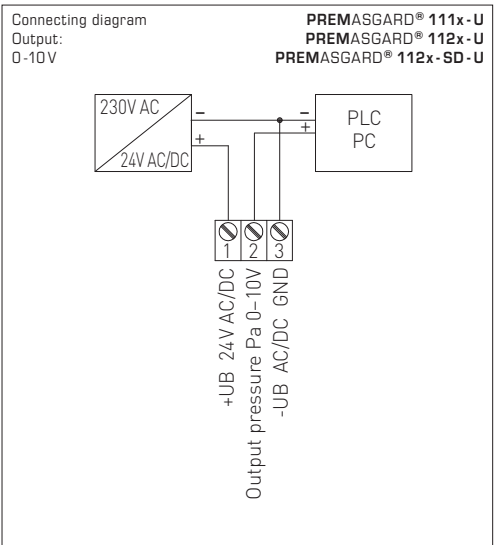 Connecting diagram PREMASGARD® 111x-U
Output: PREMASGARD® 112x-U
0-10V PREMASGARD® 112x-SD-U
230V AC
24V AC/DC
–
+
–
+
PLC
PC
1 2 3
+UB 24V AC/DC
Output pressure Pa 0–10V
-UB AC/DC GND